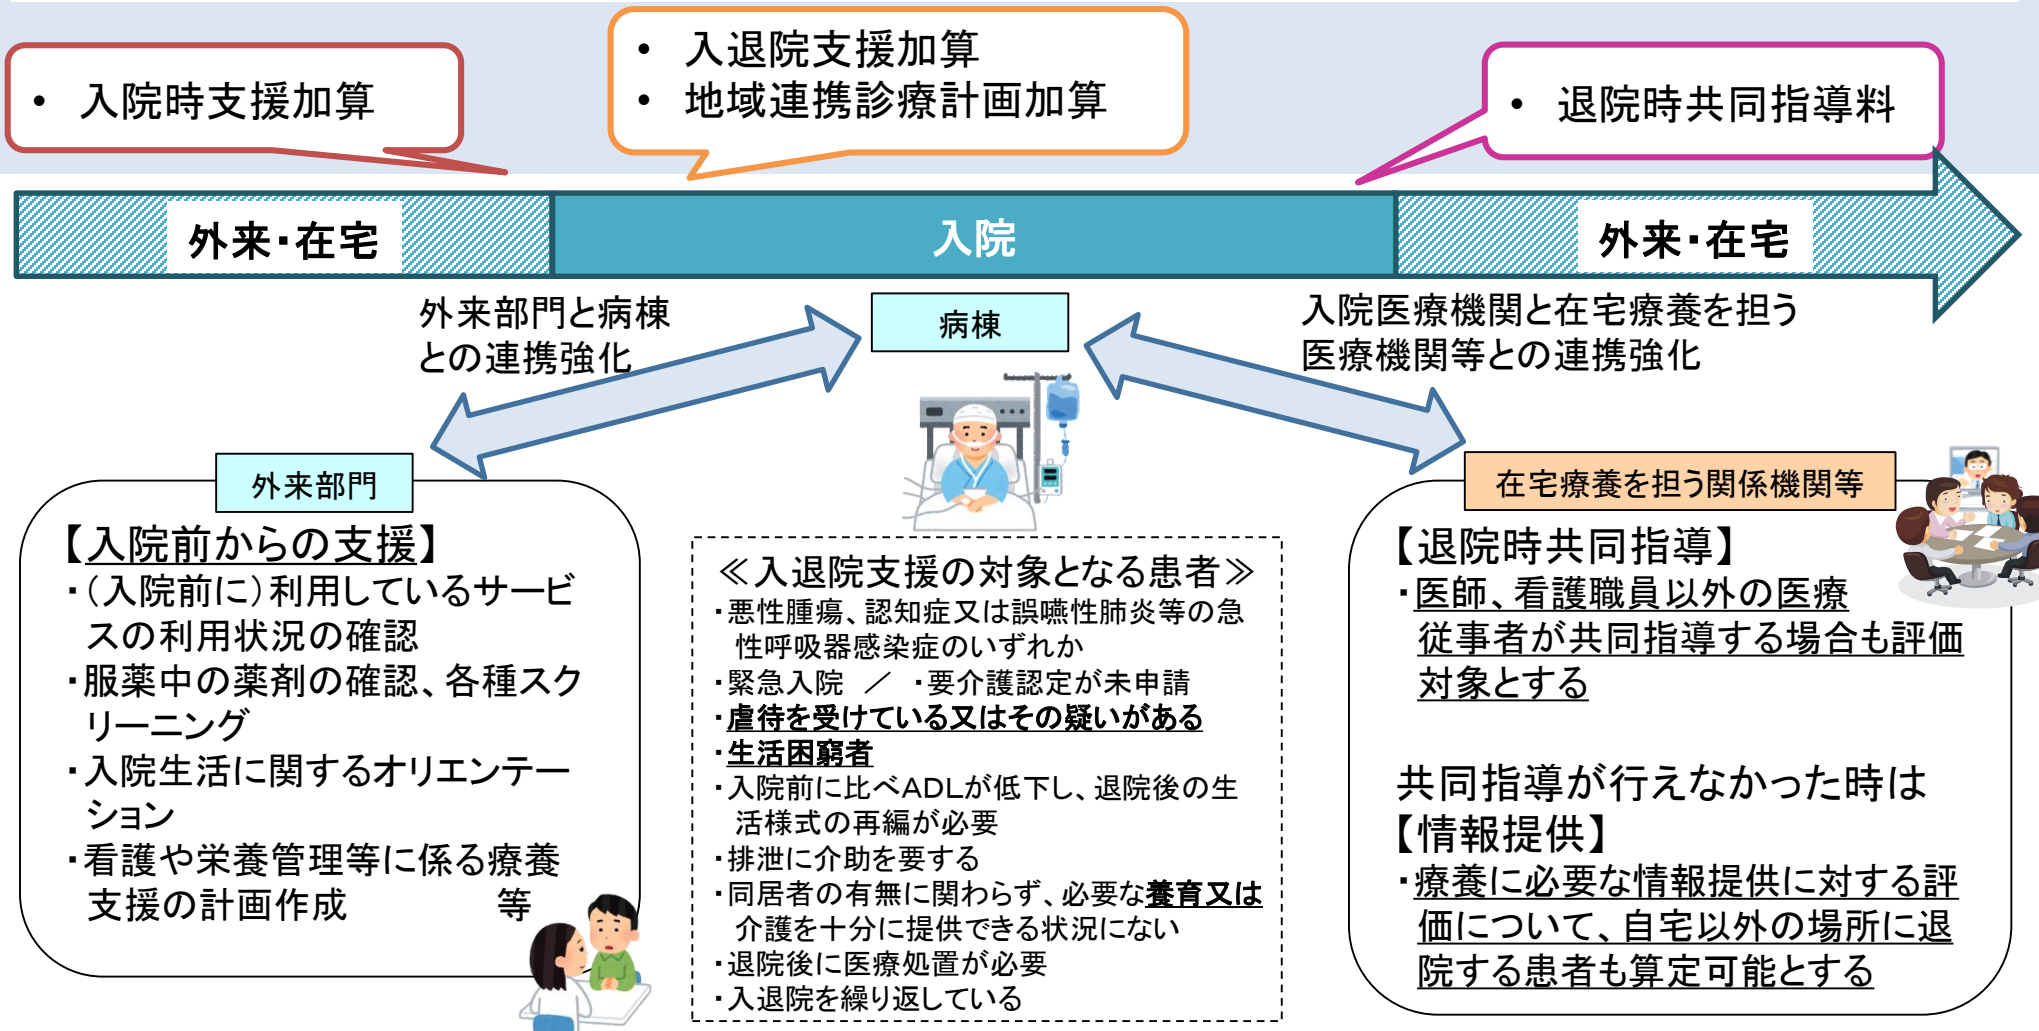 • 入院時支援加算
• 入退院支援加算
• 地域連携診療計画加算
• 退院時共同指導料
外来・在宅
入院
外来・在宅
外来部門と病棟
との連携強化
病棟
入院医療機関と在宅療養を担う
医療機関等との連携強化
外来部門
【入院前からの支援】
・（入院前に）利用しているサービ
スの利用状況の確認
・服薬中の薬剤の確認、各種スク
リーニング
・入院生活に関するオリエンテー
ション
・看護や栄養管理等に係る療養
支援の計画作成 等
≪入退院支援の対象となる患者≫
・悪性腫瘍、認知症又は誤嚥性肺炎等の急
性呼吸器感染症のいずれか
・緊急入院 ／ ・要介護認定が未申請
・虐待を受けている又はその疑いがある
・生活困窮者
・入院前に比べADLが低下し、退院後の生
活様式の再編が必要
・排泄に介助を要する
・同居者の有無に関わらず、必要な養育又は
介護を十分に提供できる状況にない
・退院後に医療処置が必要
・入退院を繰り返している
在宅療養を担う関係機関等
【退院時共同指導】
・医師、看護職員以外の医療
従事者が共同指導する場合も評価
対象とする
共同指導が行えなかった時は
【情報提供】
・療養に必要な情報提供に対する評
価について、自宅以外の場所に退
院する患者も算定可能とする